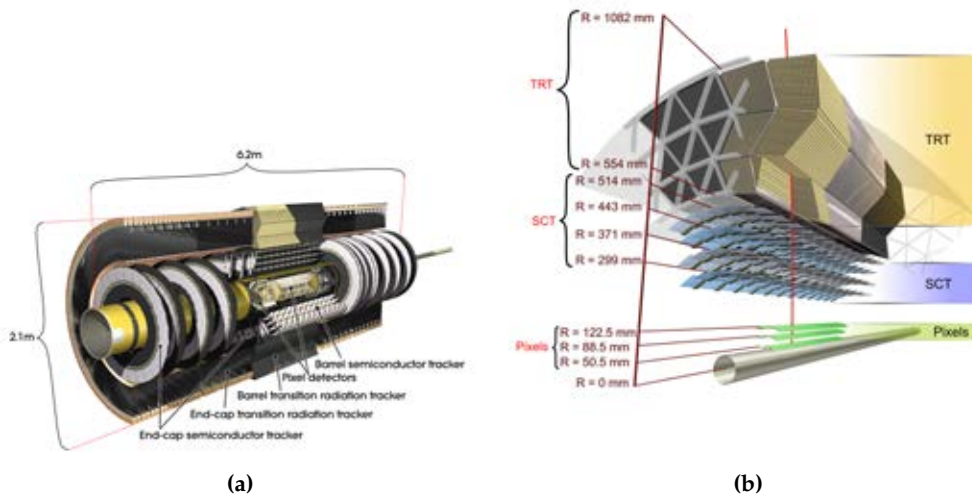 6.2m
2.1m
Barrel semiconductor tracker
Pixel detectors
Barrel transition radiation tracker
End-cap transition radiation tracker
End-cap semiconductor tracker
(a)
R = 1082 mm
TRT
R = 554 mm
R = 514 mm
R = 443 mm
SCT
R = 371 mm
R = 299 mm
TRT
SCT
Pixels
R = 122.5 mm
Pixels
R = 88.5 mm
R = 50.5 mm
R = 0 mm
(b)